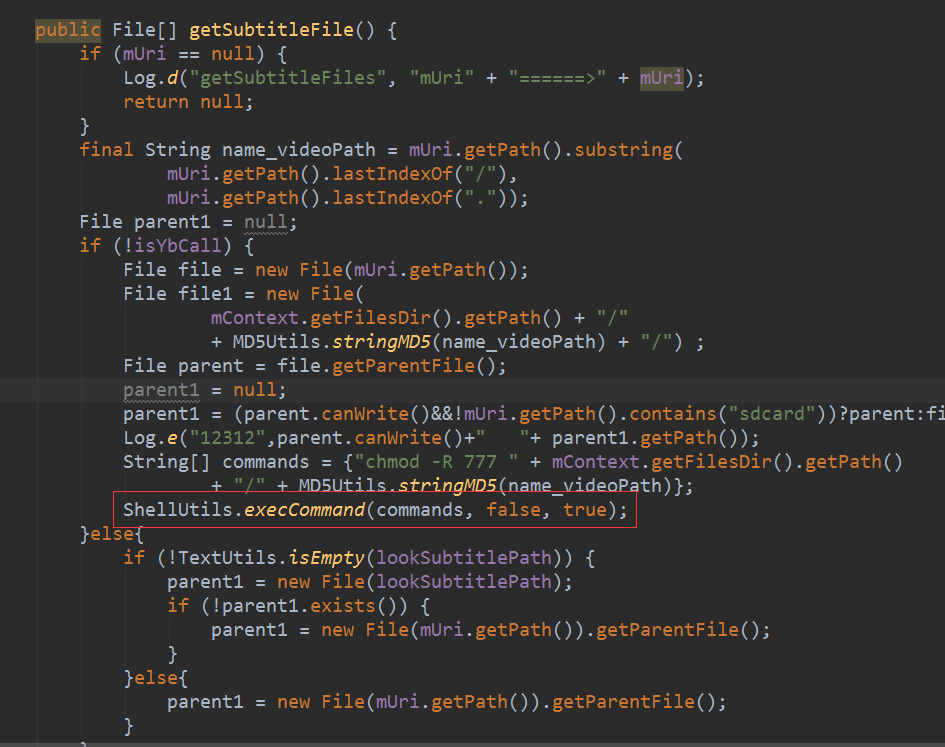 public File[] getSubtitleFile() {
if (mUri == null) {
Log.d("getSubtitleFiles", "mUri" + "======>" + mUri);
return null;
}
final String name_videoPath = mUri.getPath().substring(
mUri.getPath().lastIndexOf("/"),
mUri.getPath().lastIndexOf("."));
File parent1 = null;
if (!isYbCall) {
File file = new File(mUri.getPath());
File file1 = new File(
mContext.getFilesDir().getPath() + "/"
+ MD5Utils.stringMD5(name_videoPath) + "/") ;
File parent = file.getParentFile();
parent1 = null;
parent1 = (parent.canWrite()&&!mUri.getPath().contains("sdcard"))?parent:fi
Log.e("12312",parent.canWrite()+"   "+ parent1.getPath());
String[] commands = {"chmod -R 777 " + mContext.getFilesDir().getPath()
+ "/" + MD5Utils.stringMD5(name_videoPath)};
ShellUtils.execCommand(commands, false, true);
}else{
if (!TextUtils.isEmpty(lookSubtitlePath)) {
parent1 = new File(lookSubtitlePath);
if (!parent1.exists()) {
parent1 = new File(mUri.getPath()).getParentFile();
}
}else{
parent1 = new File(mUri.getPath()).getParentFile();
}
}